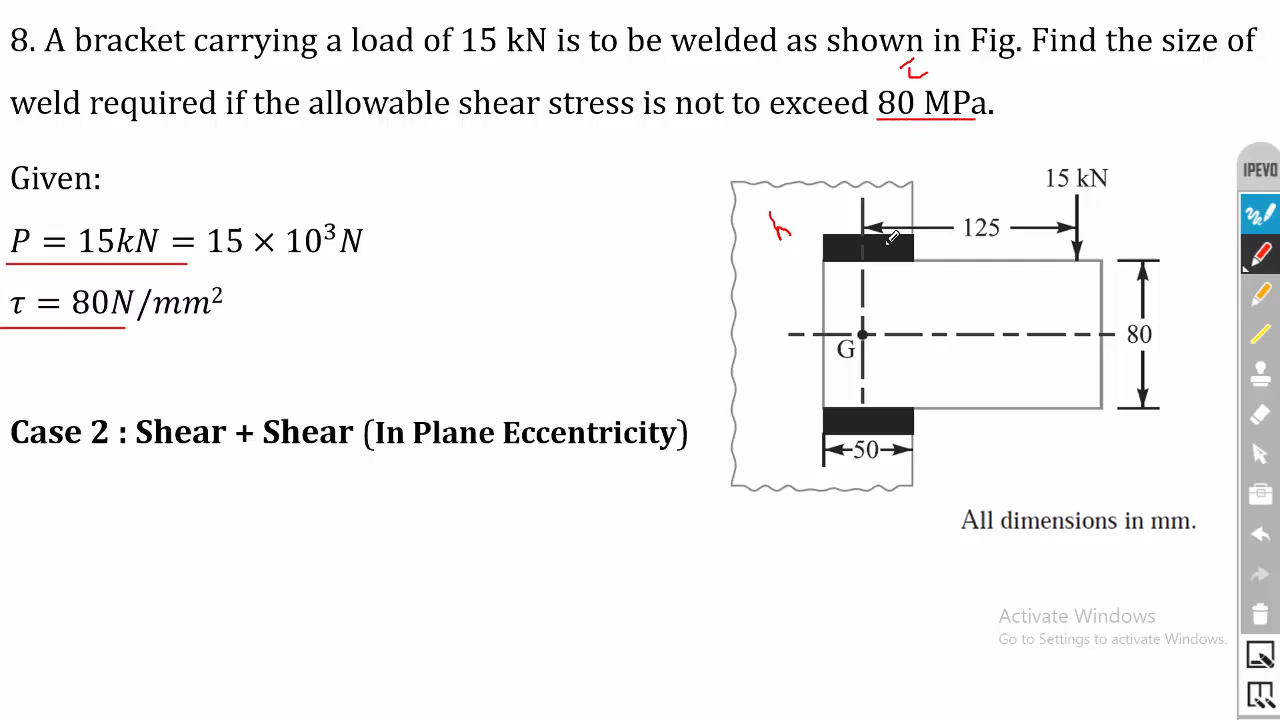 8. A bracket carrying a load of 15 kN is to be welded as shown in Fig. Find the size of
τ
weld required if the allowable shear stress is not to exceed 80 MPa.
Given:
P = 15kN = 15 × 10³ N
τ = 80N/mm²
Case 2 : Shear + Shear (In Plane Eccentricity)
15 kN
h
125
G
80
50
All dimensions in mm.
IPEVO
Activate Windows
Go to Settings to activate Windows.